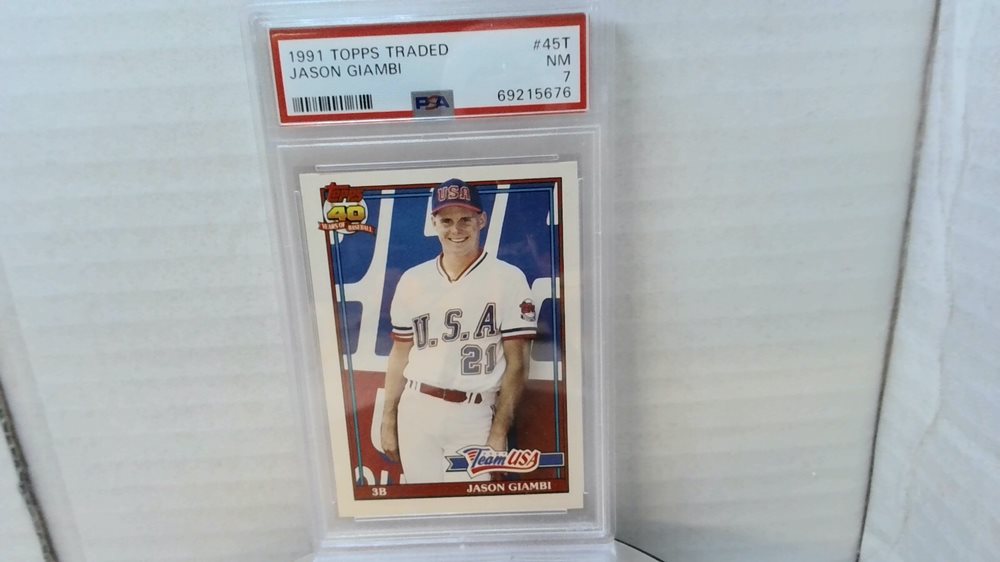 1991 TOPPS TRADED
#45T
JASON GIAMBI
NM
7
PSA
69215676
Topps
40
YEARS OF BASEBALL
USA
U.S.A.
21
Team USA
3B
JASON GIAMBI